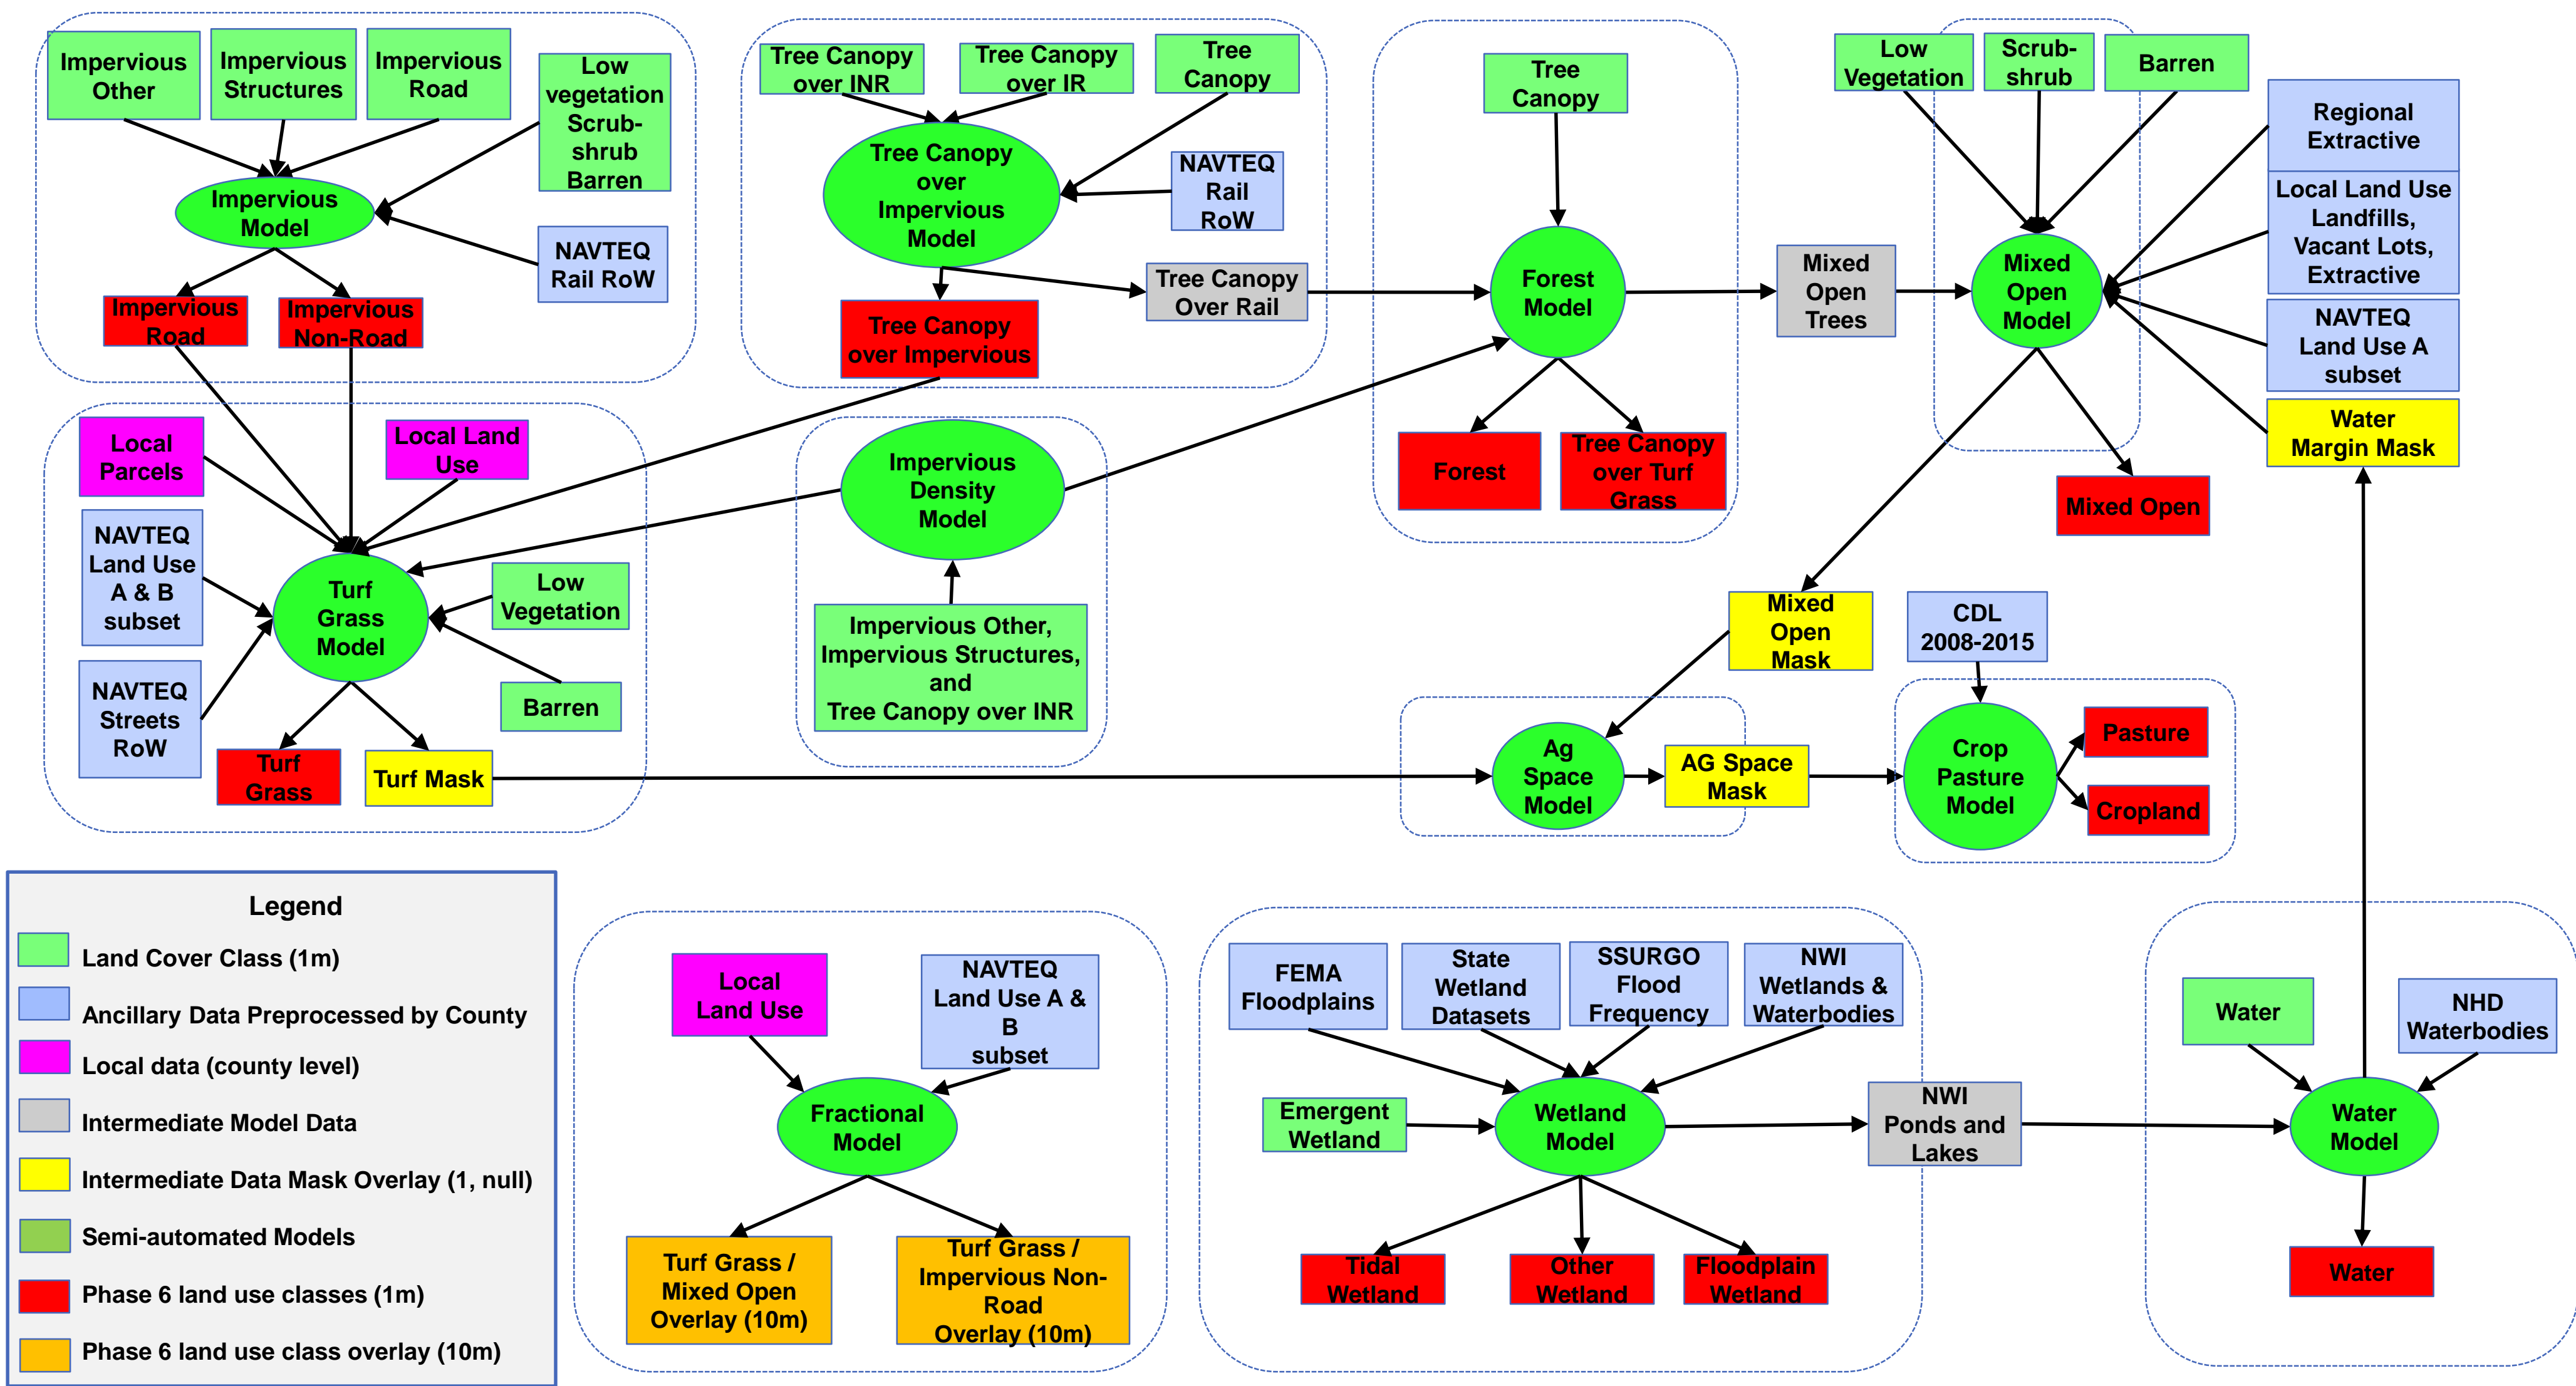 Impervious
Other
Impervious
Structures
Impervious
Road
Low
vegetation
Scrub-
shrub
Barren
Impervious
Model
NAVTEQ
Rail RoW
Impervious
Road
Impervious
Non-Road
Tree Canopy
over INR
Tree Canopy
over IR
Tree
Canopy
Tree Canopy
over
Impervious
Model
NAVTEQ
Rail
RoW
Tree Canopy
Over Rail
Tree Canopy
over Impervious
Tree
Canopy
Forest
Model
Forest
Tree Canopy
over Turf
Grass
Mixed
Open
Trees
Low
Vegetation
Scrub-
shrub
Barren
Mixed
Open
Model
Regional
Extractive
Local Land Use
Landfills,
Vacant Lots,
Extractive
NAVTEQ
Land Use A
subset
Water
Margin Mask
Mixed Open
Local
Parcels
Local Land
Use
NAVTEQ
Land Use
A & B
subset
Turf
Grass
Model
Low
Vegetation
NAVTEQ
Streets
RoW
Barren
Turf
Grass
Turf Mask
Impervious
Density
Model
Impervious Other,
Impervious Structures,
and
Tree Canopy over INR
Mixed
Open
Mask
CDL
2008-2015
Ag
Space
Model
AG Space
Mask
Crop
Pasture
Model
Pasture
Cropland
Legend
Land Cover Class (1m)
Ancillary Data Preprocessed by County
Local data (county level)
Intermediate Model Data
Intermediate Data Mask Overlay (1, null)
Semi-automated Models
Phase 6 land use classes (1m)
Phase 6 land use class overlay (10m)
Local
Land Use
NAVTEQ
Land Use A &
B
subset
Fractional
Model
Turf Grass /
Mixed Open
Overlay (10m)
Turf Grass /
Impervious Non-
Road
Overlay (10m)
FEMA
Floodplains
State
Wetland
Datasets
SSURGO
Flood
Frequency
NWI
Wetlands &
Waterbodies
Emergent
Wetland
Wetland
Model
NWI
Ponds and
Lakes
Tidal
Wetland
Other
Wetland
Floodplain
Wetland
Water
NHD
Waterbodies
Water
Model
Water